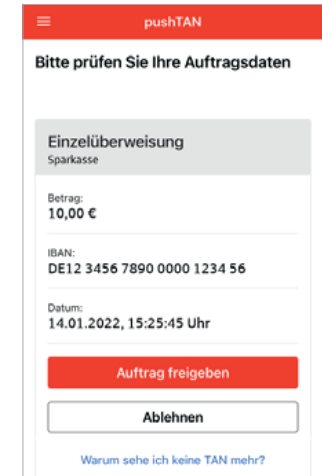 pushTAN
Bitte prüfen Sie Ihre Auftragsdaten
Einzelüberweisung
Sparkasse
Betrag:
10,00 €
IBAN:
DE12 3456 7890 0000 1234 56
Datum:
14.01.2022, 15:25:45 Uhr
Auftrag freigeben
Ablehnen
Warum sehe ich keine TAN mehr?